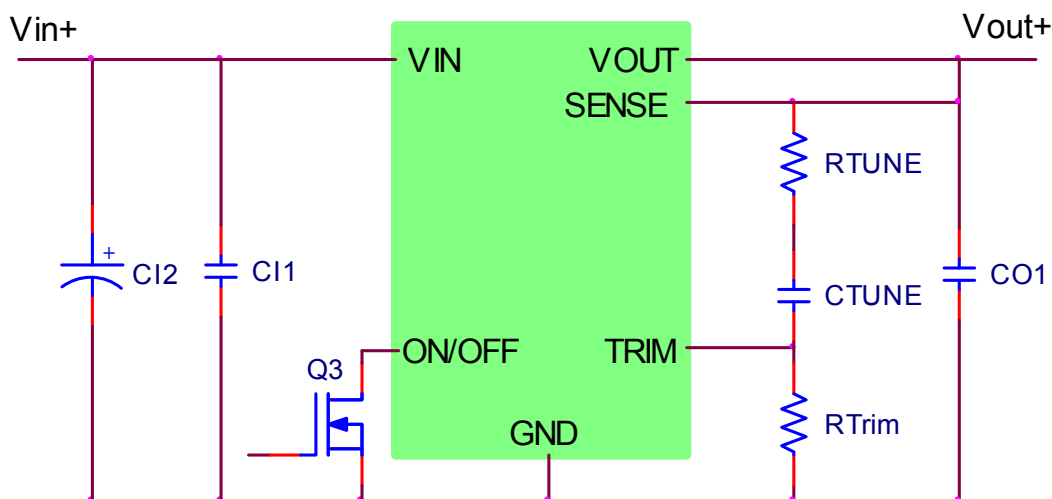 Vin+
Vout+
VIN
VOUT
SENSE
RTUNE
+
CI2
CI1
CTUNE
CO1
ON/OFF
TRIM
Q3
RTrim
GND